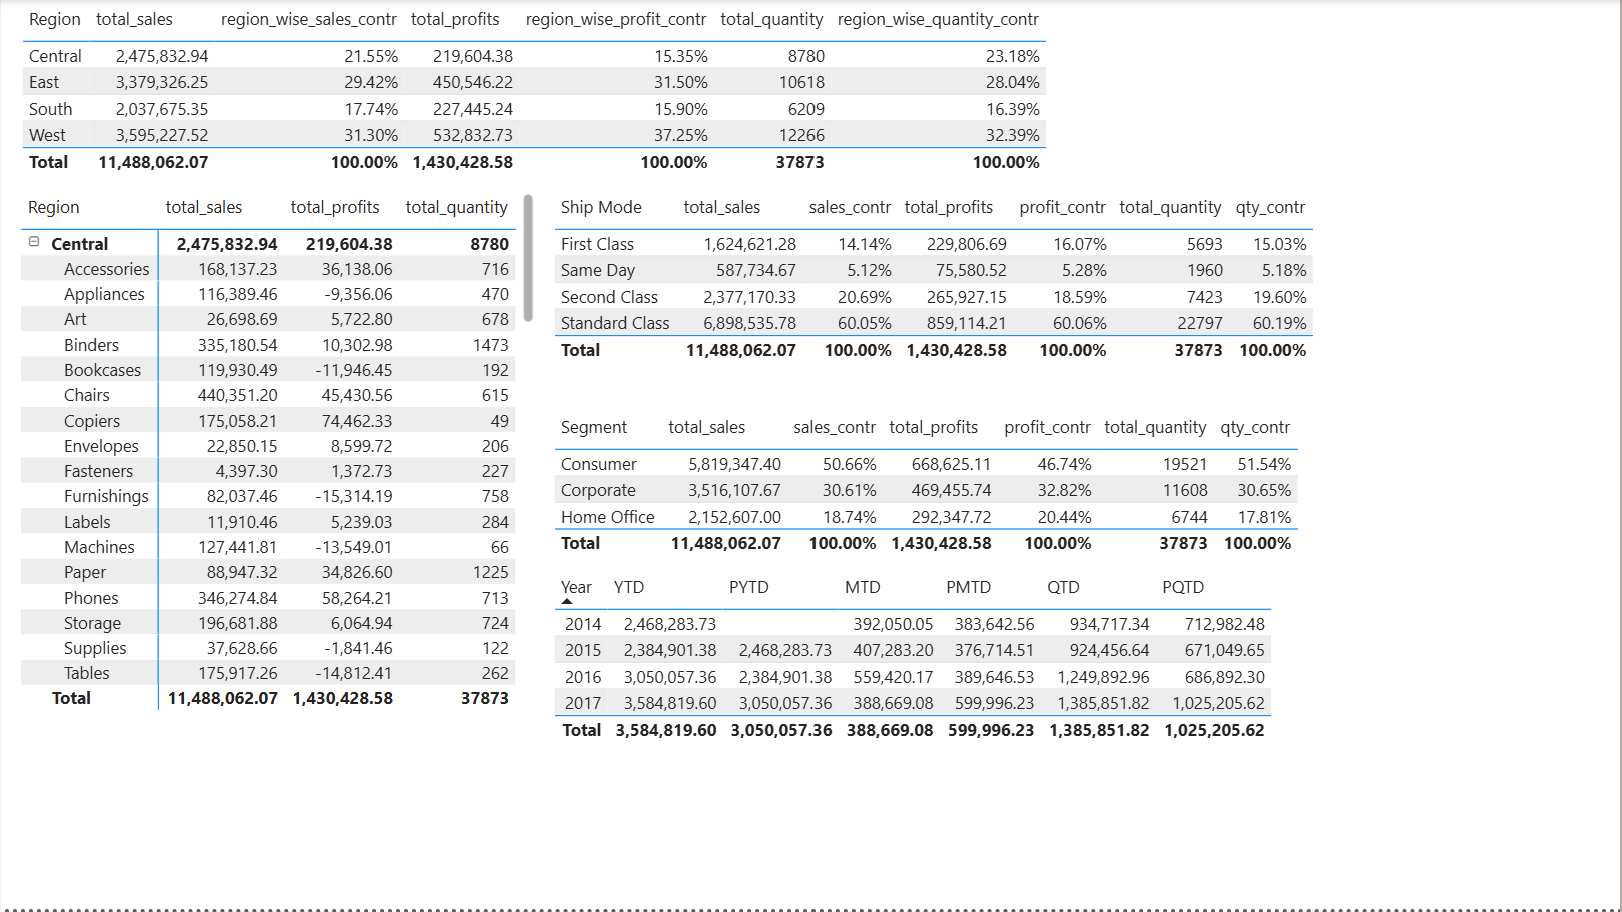 Region total_sales region_wise_sales_contr total_profits region_wise_profit_contr total_quantity region_wise_quantity_contr
Central 2,475,832.94 21.55% 219,604.38 15.35% 8780 23.18%
East 3,379,326.25 29.42% 450,546.22 31.50% 10618 28.04%
South 2,037,675.35 17.74% 227,445.24 15.90% 6209 16.39%
West 3,595,227.52 31.30% 532,832.73 37.25% 12266 32.39%
Total 11,488,062.07 100.00% 1,430,428.58 100.00% 37873 100.00%
Region total_sales total_profits total_quantity
Central 2,475,832.94 219,604.38 8780
Accessories 168,137.23 36,138.06 716
Appliances 116,389.46 -9,356.06 470
Art 26,698.69 5,722.80 678
Binders 335,180.54 10,302.98 1473
Bookcases 119,930.49 -11,946.45 192
Chairs 440,351.20 45,430.56 615
Copiers 175,058.21 74,462.33 49
Envelopes 22,850.15 8,599.72 206
Fasteners 4,397.30 1,372.73 227
Furnishings 82,037.46 -15,314.19 758
Labels 11,910.46 5,239.03 284
Machines 127,441.81 -13,549.01 66
Paper 88,947.32 34,826.60 1225
Phones 346,274.84 58,264.21 713
Storage 196,681.88 6,064.94 724
Supplies 37,628.66 -1,841.46 122
Tables 175,917.26 -14,812.41 262
Total 11,488,062.07 1,430,428.58 37873
Ship Mode total_sales sales_contr total_profits profit_contr total_quantity qty_contr
First Class 1,624,621.28 14.14% 229,806.69 16.07% 5693 15.03%
Same Day 587,734.67 5.12% 75,580.52 5.28% 1960 5.18%
Second Class 2,377,170.33 20.69% 265,927.15 18.59% 7423 19.60%
Standard Class 6,898,535.78 60.05% 859,114.21 60.06% 22797 60.19%
Total 11,488,062.07 100.00% 1,430,428.58 100.00% 37873 100.00%
Segment total_sales sales_contr total_profits profit_contr total_quantity qty_contr
Consumer 5,819,347.40 50.66% 668,625.11 46.74% 19521 51.54%
Corporate 3,516,107.67 30.61% 469,455.74 32.82% 11608 30.65%
Home Office 2,152,607.00 18.74% 292,347.72 20.44% 6744 17.81%
Total 11,488,062.07 100.00% 1,430,428.58 100.00% 37873 100.00%
Year YTD PYTD MTD PMTD QTD PQTD
2014 2,468,283.73 392,050.05 383,642.56 934,717.34 712,982.48
2015 2,384,901.38 2,468,283.73 407,283.20 376,714.51 924,456.64 671,049.65
2016 3,050,057.36 2,384,901.38 559,420.17 389,646.53 1,249,892.96 686,892.30
2017 3,584,819.60 3,050,057.36 388,669.08 599,996.23 1,385,851.82 1,025,205.62
Total 3,584,819.60 3,050,057.36 388,669.08 599,996.23 1,385,851.82 1,025,205.62